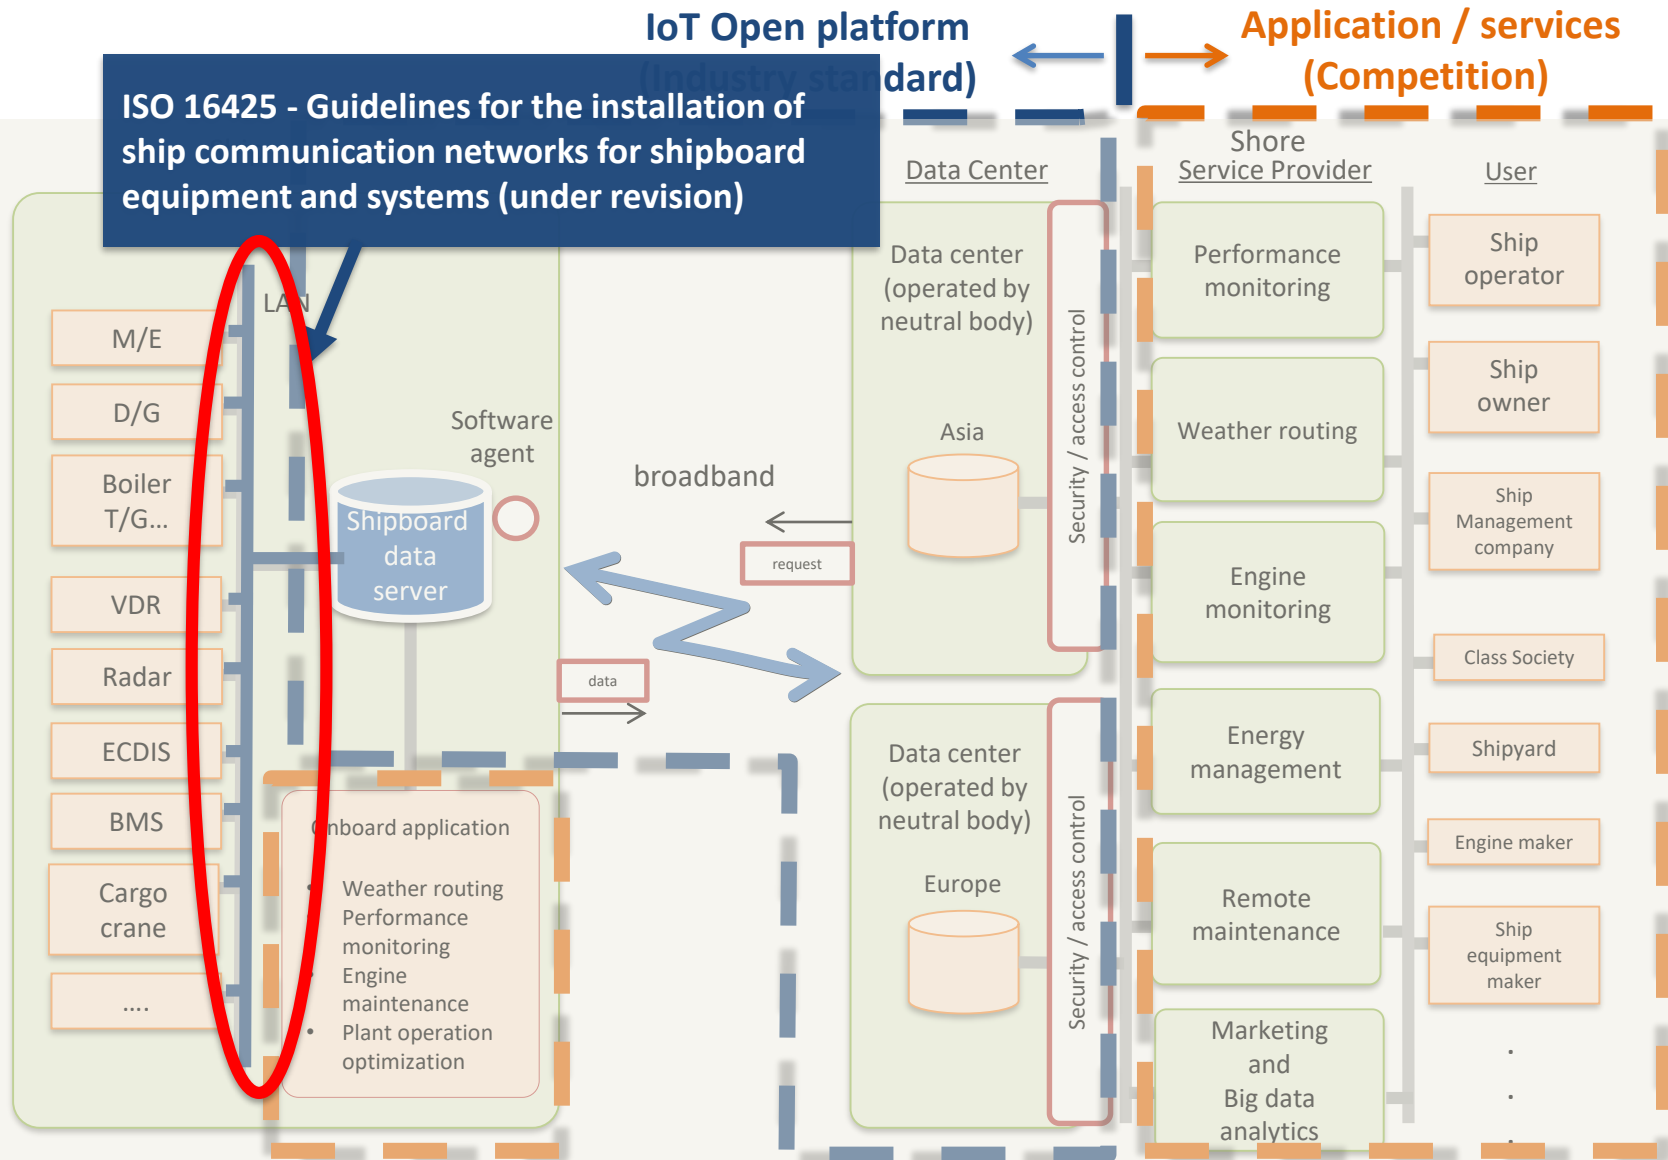 IoT Open platform
(Industry standard)
Application / services
(Competition)
ISO 16425 - Guidelines for the installation of
ship communication networks for shipboard
equipment and systems (under revision)
LAN
M/E
D/G
Boiler
T/G...
VDR
Radar
ECDIS
BMS
Cargo
crane
....
Software
agent
Shipboard
data
server
Onboard application
• Weather routing
Performance
monitoring
• Engine
maintenance
• Plant operation
optimization
broadband
request
data
Data Center
Data center
(operated by
neutral body)
Asia
Security / access control
Data center
(operated by
neutral body)
Europe
Security / access control
Shore
Service Provider
Performance
monitoring
Weather routing
Engine
monitoring
Energy
management
Remote
maintenance
Marketing
and
Big data
analytics
User
Ship
operator
Ship
owner
Ship
Management
company
Class Society
Shipyard
Engine maker
Ship
equipment
maker
.
.
.